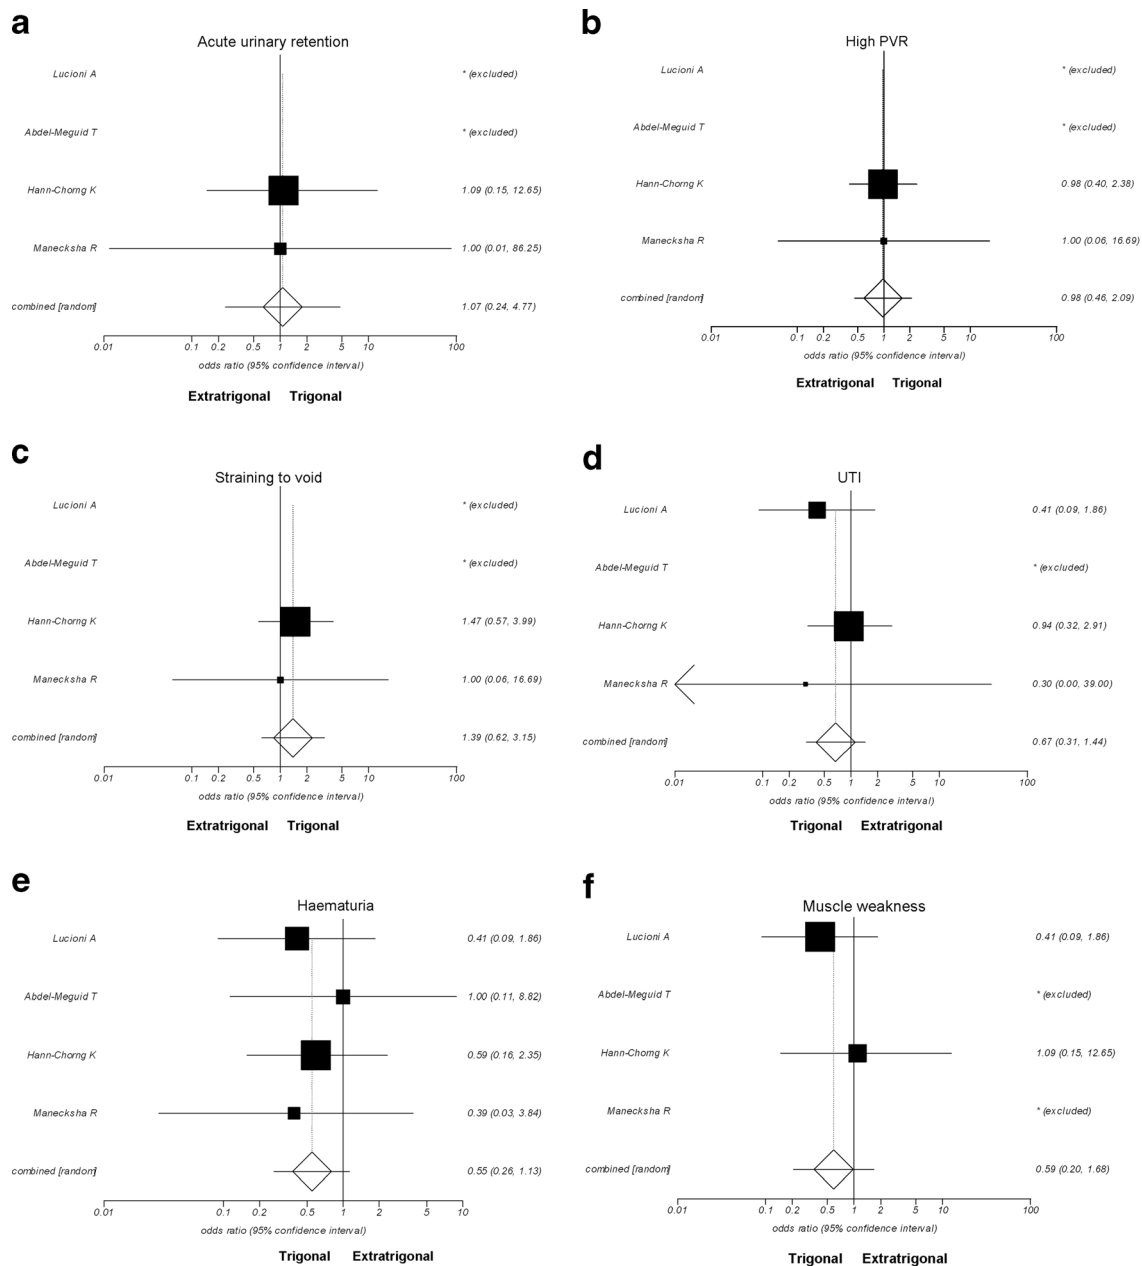 a
Acute urinary retention
Lucioni A
* (excluded)
Abdel-Meguid T
* (excluded)
Hann-Chorng K
1.09 (0.15, 12.65)
Manecksha R
1.00 (0.01, 86.25)
combined [random]
1.07 (0.24, 4.77)
0.01 0.1 0.2 0.5 1 2 5 10 100
odds ratio (95% confidence interval)
Extratrigonal Trigonal
b
High PVR
Lucioni A
* (excluded)
Abdel-Meguid T
* (excluded)
Hann-Chorng K
0.98 (0.40, 2.38)
Manecksha R
1.00 (0.06, 16.69)
combined [random]
0.98 (0.46, 2.09)
0.01 0.1 0.2 0.5 1 2 5 10 100
odds ratio (95% confidence interval)
Extratrigonal Trigonal
c
Straining to void
Lucioni A
* (excluded)
Abdel-Meguid T
* (excluded)
Hann-Chorng K
1.47 (0.57, 3.99)
Manecksha R
1.00 (0.06, 16.69)
combined [random]
1.39 (0.62, 3.15)
0.01 0.1 0.2 0.5 1 2 5 10 100
odds ratio (95% confidence interval)
Extratrigonal Trigonal
d
UTI
Lucioni A
0.41 (0.09, 1.86)
Abdel-Meguid T
* (excluded)
Hann-Chorng K
0.94 (0.32, 2.91)
Manecksha R
0.30 (0.00, 39.00)
combined [random]
0.67 (0.31, 1.44)
0.01 0.1 0.2 0.5 1 2 5 10 100
odds ratio (95% confidence interval)
Trigonal Extratrigonal
e
Haematuria
Lucioni A
0.41 (0.09, 1.86)
Abdel-Meguid T
1.00 (0.11, 8.82)
Hann-Chorng K
0.59 (0.16, 2.35)
Manecksha R
0.39 (0.03, 3.84)
combined [random]
0.55 (0.26, 1.13)
0.01 0.1 0.2 0.5 1 2 5 10
odds ratio (95% confidence interval)
Trigonal Extratrigonal
f
Muscle weakness
Lucioni A
0.41 (0.09, 1.86)
Abdel-Meguid T
* (excluded)
Hann-Chorng K
1.09 (0.15, 12.65)
Manecksha R
* (excluded)
combined [random]
0.59 (0.20, 1.68)
0.01 0.1 0.2 0.5 1 2 5 10 100
odds ratio (95% confidence interval)
Trigonal Extratrigonal